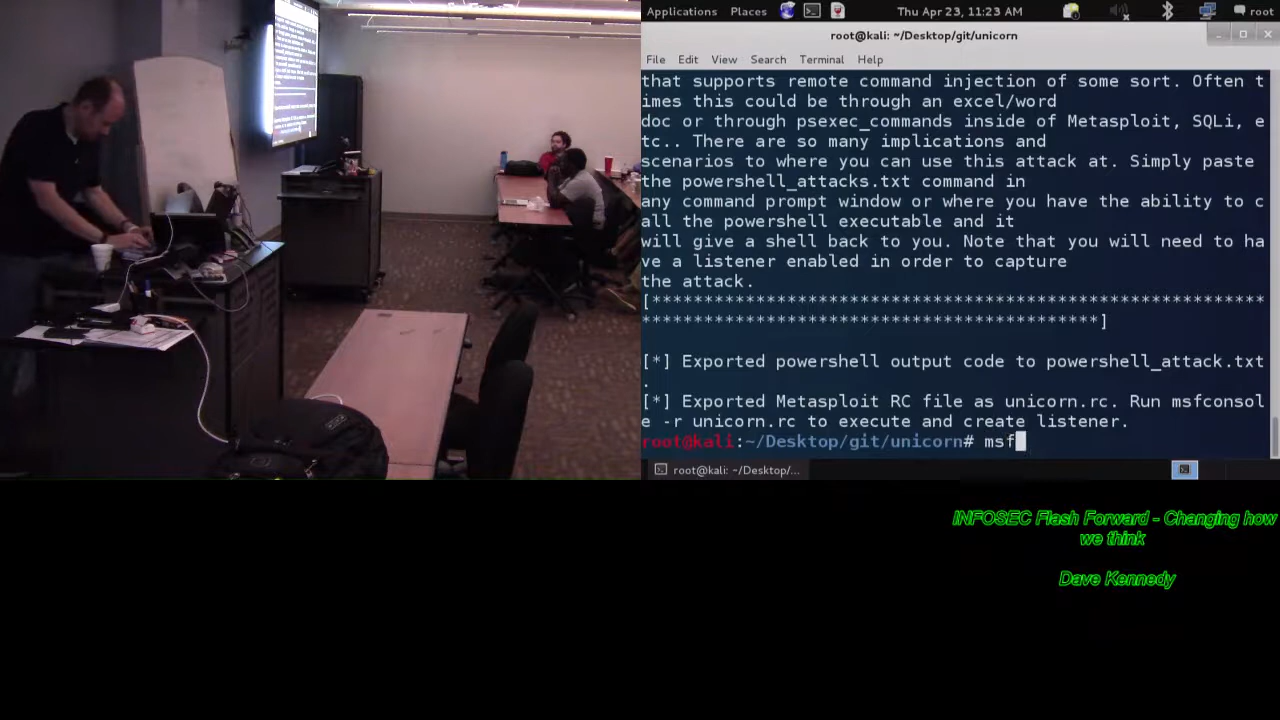 Applications Places Thu Apr 23, 11:23 AM root
root@kali: ~/Desktop/git/unicorn
File Edit View Search Terminal Help
that supports remote command injection of some sort. Often t
imes this could be through an excel/word
doc or through psexec_commands inside of Metasploit, SQLi, e
tc.. There are so many implications and
scenarios to where you can use this attack at. Simply paste
the powershell_attacks.txt command in
any command prompt window or where you have the ability to c
all the powershell executable and it
will give a shell back to you. Note that you will need to ha
ve a listener enabled in order to capture
the attack.
[************************************************************
********************************************]
[*] Exported powershell output code to powershell_attack.txt
.
[*] Exported Metasploit RC file as unicorn.rc. Run msfconsol
e -r unicorn.rc to execute and create listener.
root@kali:~/Desktop/git/unicorn# msf
root@kali: ~/Desktop/...
INFOSEC Flash Forward - Changing how
we think
Dave Kennedy